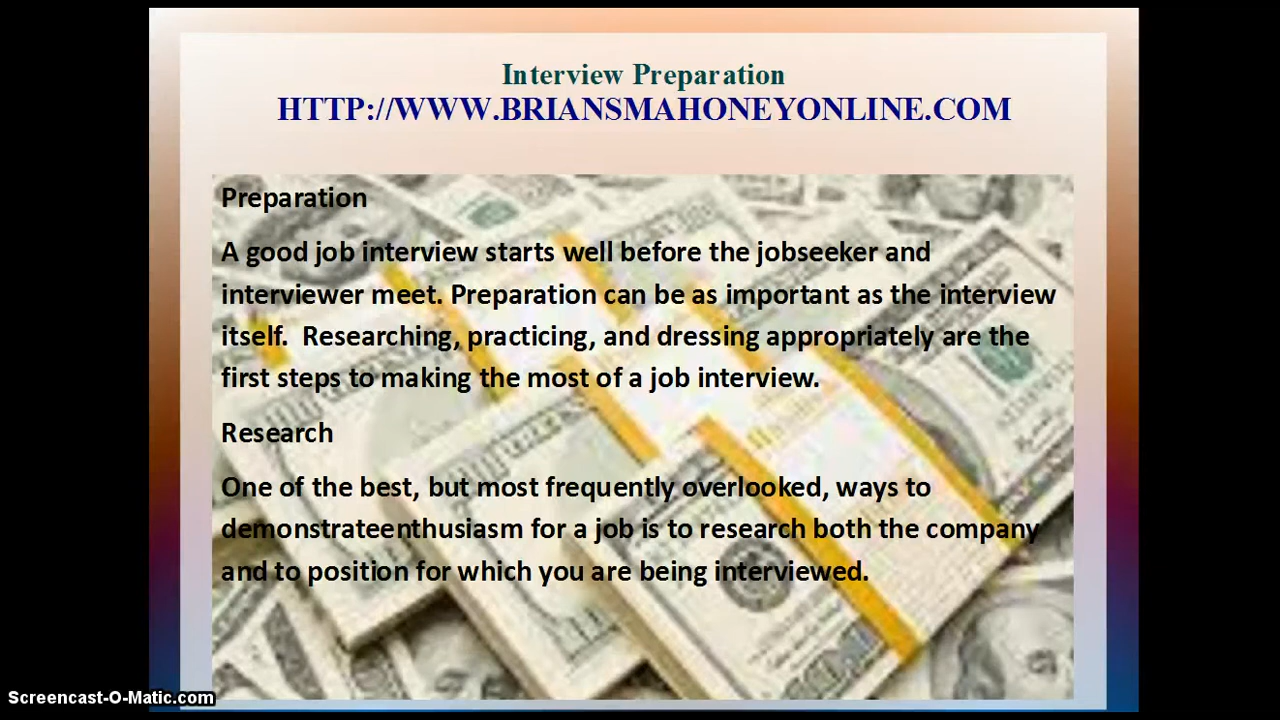 Interview Preparation
HTTP://WWW.BRIANSMAHONEYONLINE.COM
Preparation
A good job interview starts well before the jobseeker and
interviewer meet. Preparation can be as important as the interview
itself.  Researching, practicing, and dressing appropriately are the
first steps to making the most of a job interview.
Research
One of the best, but most frequently overlooked, ways to
demonstrateenthusiasm for a job is to research both the company
and to position for which you are being interviewed.
Screencast-O-Matic.com